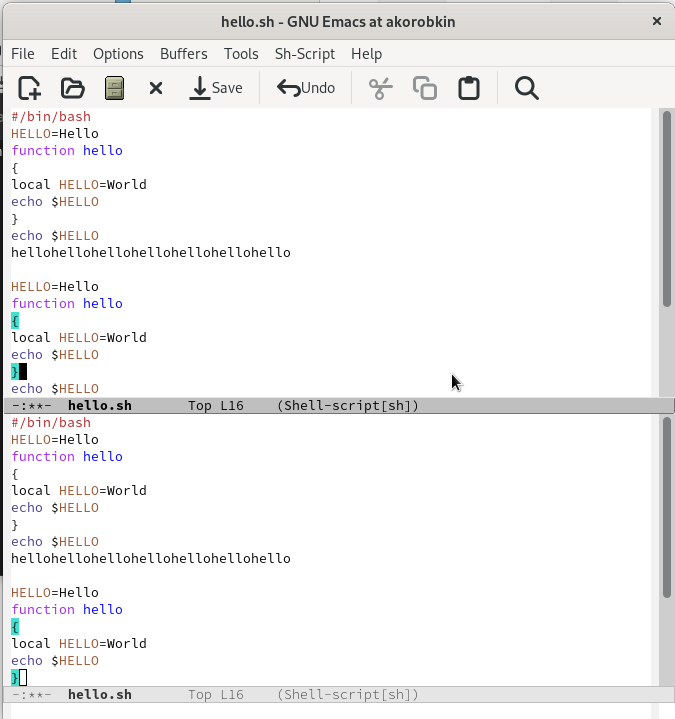 hello.sh - GNU Emacs at akorobkin
File Edit Options Buffers Tools Sh-Script Help
Save Undo
#/bin/bash
HELLO=Hello
function hello
{
local HELLO=World
echo $HELLO
}
echo $HELLO
hellohellohellohellohellohellohello

HELLO=Hello
function hello
{
local HELLO=World
echo $HELLO
}
echo $HELLO
-:**- hello.sh Top L16 (Shell-script[sh])
#/bin/bash
HELLO=Hello
function hello
{
local HELLO=World
echo $HELLO
}
echo $HELLO
hellohellohellohellohellohellohello

HELLO=Hello
function hello
{
local HELLO=World
echo $HELLO
}
-:**- hello.sh Top L16 (Shell-script[sh])